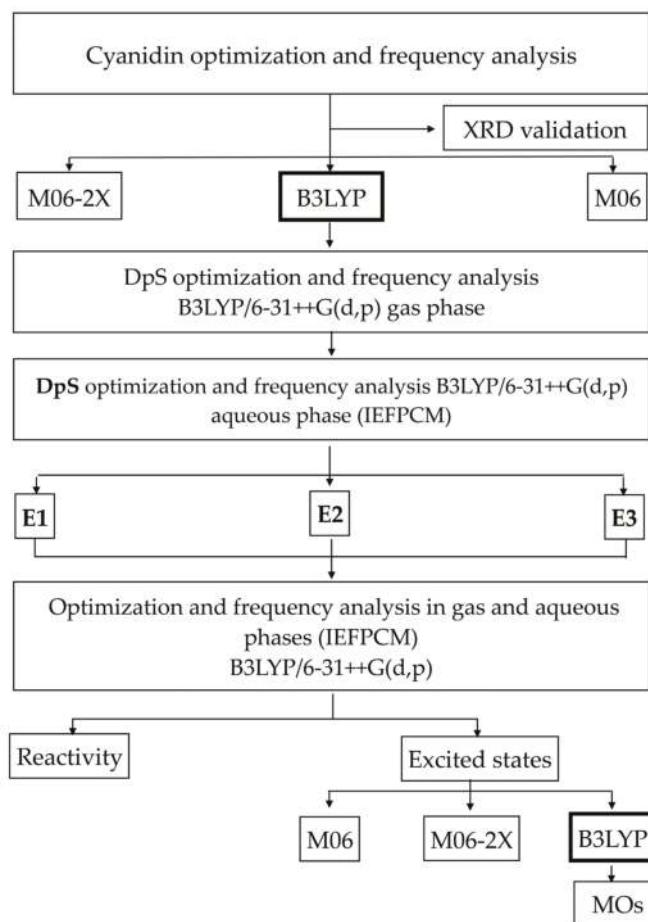 Cyanidin optimization and frequency analysis
XRD validation
M06-2X
B3LYP
M06
DpS optimization and frequency analysis
B3LYP/6-31++G(d,p) gas phase
DpS optimization and frequency analysis B3LYP/6-31++G(d,p)
aqueous phase (IEFPCM)
E1
E2
E3
Optimization and frequency analysis in gas and aqueous
phases (IEFPCM)
B3LYP/6-31++G(d,p)
Reactivity
Excited states
M06
M06-2X
B3LYP
MOs